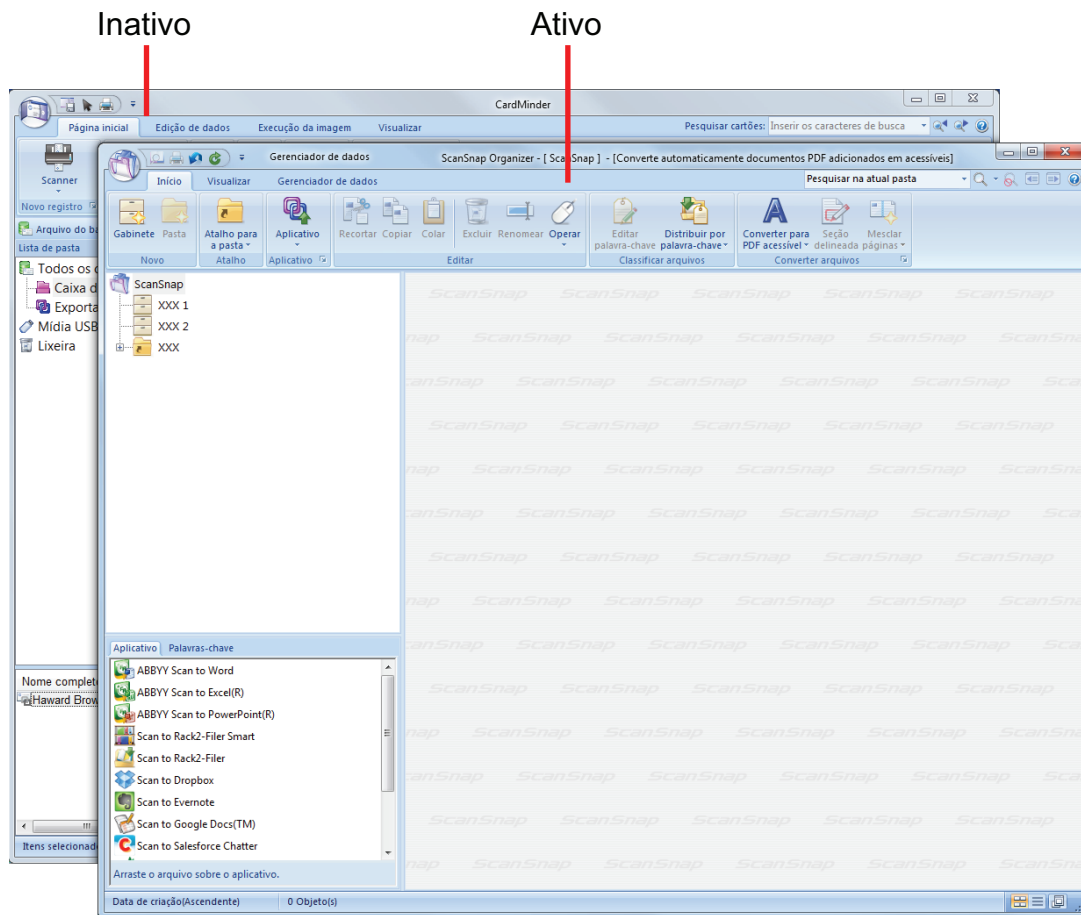 Inativo
Ativo
CardMinder
Página inicial Edição de dados Execução da imagem Visualizar Pesquisar cartões: Inserir os caracteres de busca
Scanner
Novo registro
Arquivo do
Lista de pasta
Todos os
Caixa
Mídia USB
Lixeira
Nome
Haward
Itens
Gerenciador de dados ScanSnap Organizer - [ ScanSnap ] - [Converte automaticamente documentos PDF adicionados em acessíveis]
Início Visualizar Gerenciador de dados Pesquisar na atual pasta
Gabinete Pasta Atalho para a pasta Aplicativo Recortar Copiar Colar Excluir Renomear Operar Editar palavra-chave Distribuir por palavra-chave Converter para PDF acessível Seção delineada Mesclar páginas
Novo Atalho Aplicativo Editar Classificar arquivos Converter arquivos
ScanSnap
XXX 1
XXX 2
XXX
Aplicativo Palavras-chave
ABBYY Scan to Word
ABBYY Scan to Excel(R)
ABBYY Scan to PowerPoint(R)
Scan to Rack2-Filer Smart
Scan to Rack2-Filer
Scan to Dropbox
Scan to Evernote
Scan to Google Docs(TM)
Scan to Salesforce Chatter
Arraste o arquivo sobre o aplicativo.
Data de criação(Ascendente) 0 Objeto(s)